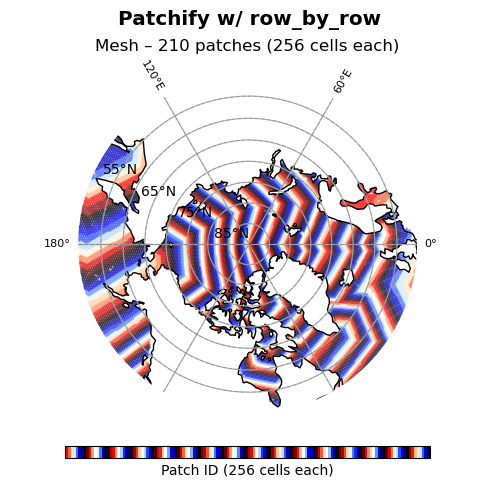 Patchify w/ row_by_row
Mesh – 210 patches (256 cells each)
120°E
60°E
55°N
65°N
75°N
85°N
180°
0°
Patch ID (256 cells each)